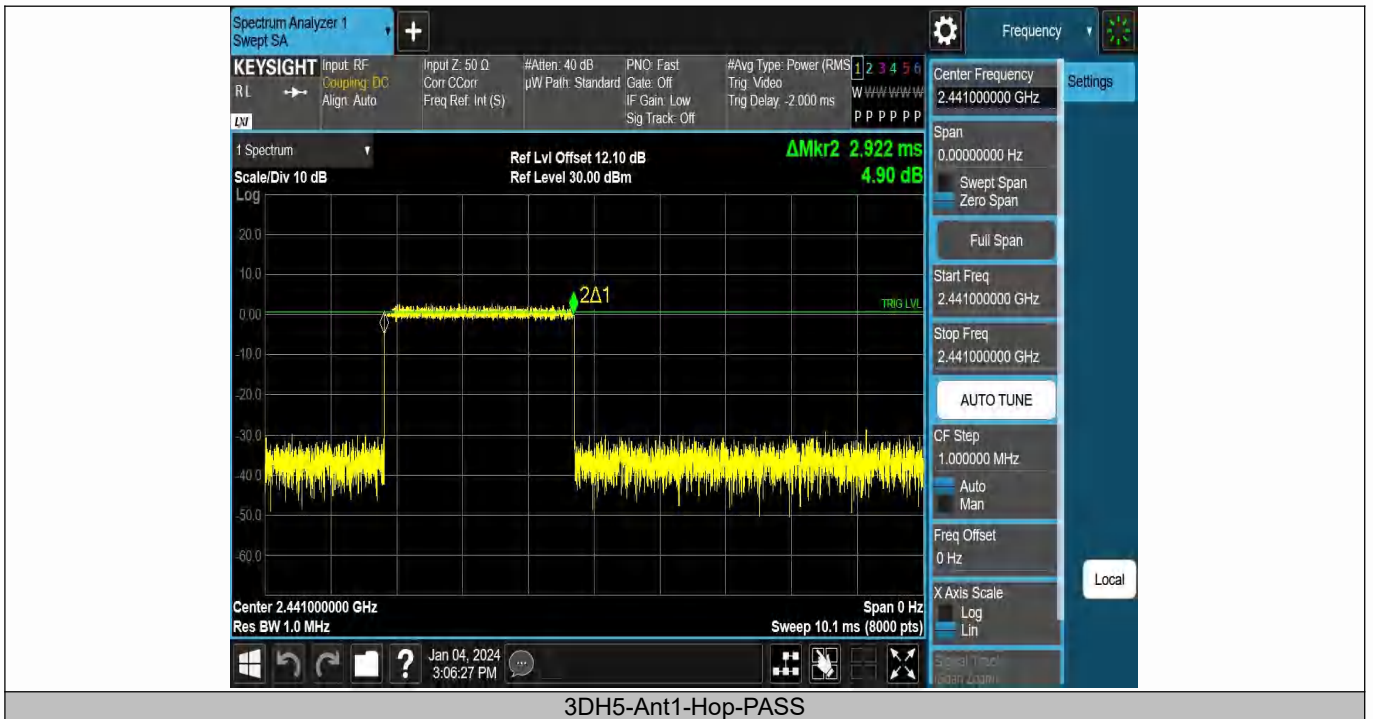 Spectrum Analyzer 1
Swept SA
+
Frequency
KEYSIGHT
Input: RF
Coupling: DC
Align: Auto
Input Z: 50 Ω
Corr CCorr
Freq Ref: Int (S)
#Atten: 40 dB
µW Path: Standard
PNO: Fast
Gate: Off
IF Gain: Low
Sig Track: Off
#Avg Type: Power (RMS
Trig: Video
Trig Delay: -2.000 ms
1 2 3 4 5 6
W W W W W W
P P P P P P
R L
LXI
1 Spectrum
Scale/Div 10 dB
Log
Ref Lvl Offset 12.10 dB
Ref Level 30.00 dBm
ΔMkr2 2.922 ms
4.90 dB
20.0
10.0
0.00
-10.0
-20.0
-30.0
-40.0
-50.0
-60.0
2Δ1
TRIG LVL
Center 2.441000000 GHz
Res BW 1.0 MHz
Span 0 Hz
Sweep 10.1 ms (8000 pts)
Center Frequency
2.441000000 GHz
Settings
Span
0.00000000 Hz
Swept Span
Zero Span
Full Span
Start Freq
2.441000000 GHz
Stop Freq
2.441000000 GHz
AUTO TUNE
CF Step
1.000000 MHz
Auto
Man
Freq Offset
0 Hz
X Axis Scale
Log
Lin
Signal Track
(Span Zoom)
Local
?
Jan 04, 2024
3:06:27 PM
3DH5-Ant1-Hop-PASS